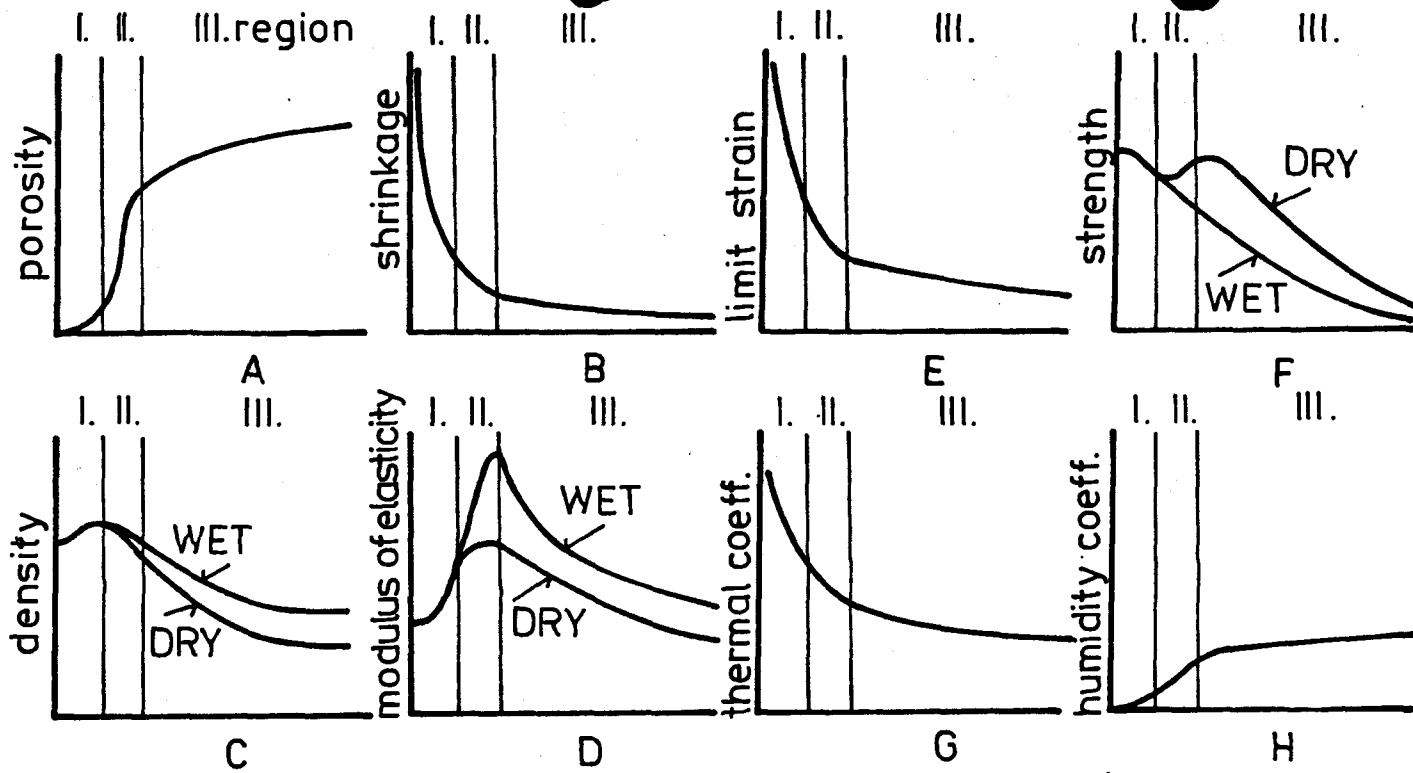 I. II. III. region
porosity
A
I. II. III.
shrinkage
B
I. II. III.
limit strain
E
I. II. III.
strength
DRY
WET
F
I. II. III.
density
WET
DRY
C
I. II. III.
modulus of elasticity
WET
DRY
D
I. II. III.
thermal coeff.
G
I. II. III.
humidity coeff.
H